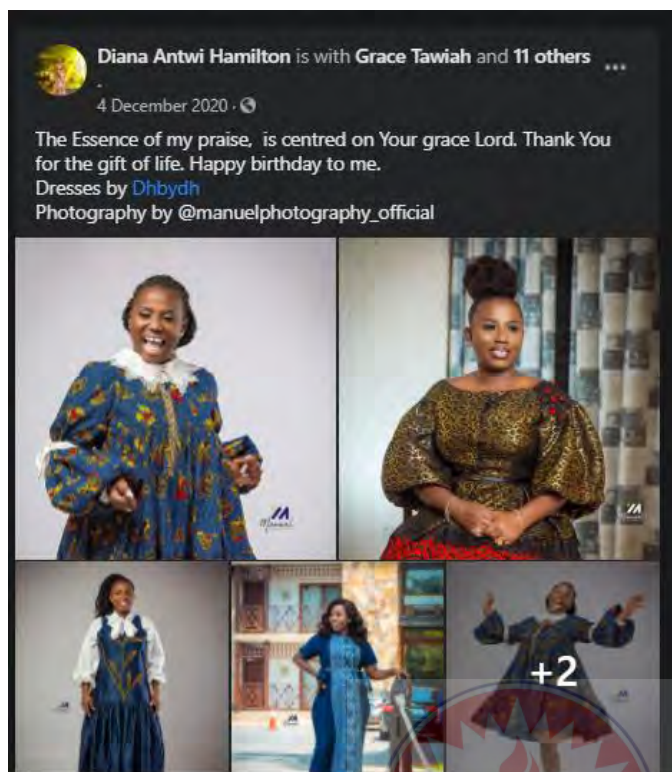 Diana Antwi Hamilton is with Grace Tawiah and 11 others
.
4 December 2020 ·
The Essence of my praise, is centred on Your grace Lord. Thank You
for the gift of life. Happy birthday to me.
Dresses by Dhbydh
Photography by @manuelphotography_official
+2